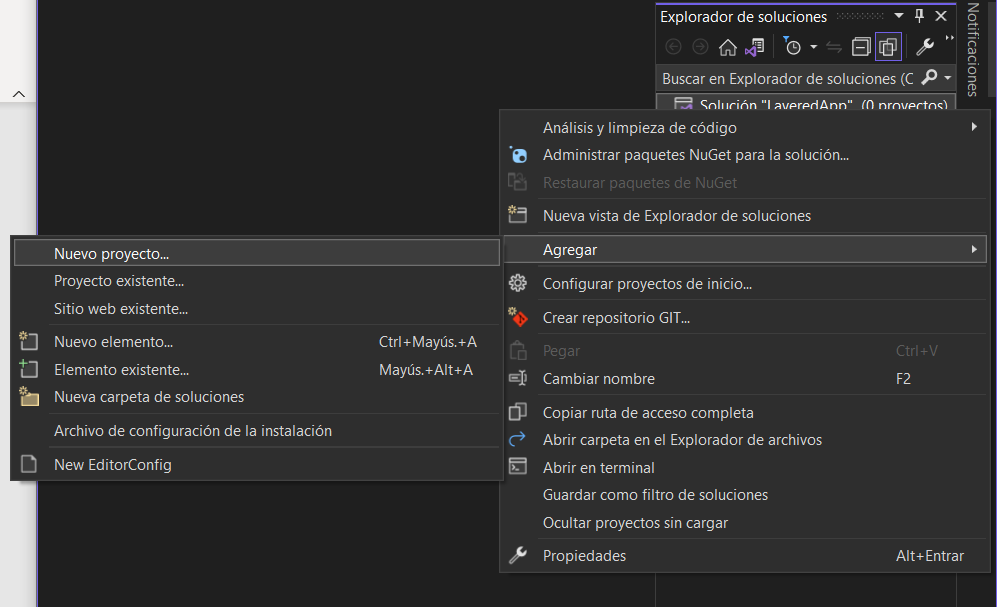 Explorador de soluciones
Notificaciones
Buscar en Explorador de soluciones (C
Solución "LayeredApp" (0 proyectos)
Análisis y limpieza de código
Administrar paquetes NuGet para la solución...
Restaurar paquetes de NuGet
Nueva vista de Explorador de soluciones
Agregar
Configurar proyectos de inicio...
Crear repositorio GIT...
Pegar Ctrl+V
Cambiar nombre F2
Copiar ruta de acceso completa
Abrir carpeta en el Explorador de archivos
Abrir en terminal
Guardar como filtro de soluciones
Ocultar proyectos sin cargar
Propiedades Alt+Entrar
Nuevo proyecto...
Proyecto existente...
Sitio web existente...
Nuevo elemento... Ctrl+Mayús.+A
Elemento existente... Mayús.+Alt+A
Nueva carpeta de soluciones
Archivo de configuración de la instalación
New EditorConfig